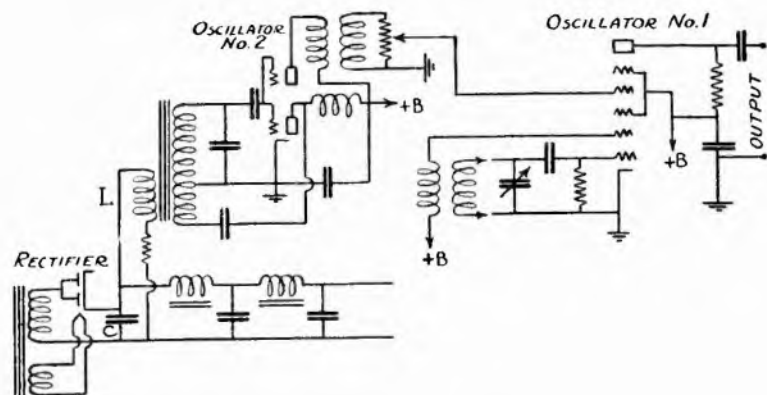 OSCILLATOR
No.2
OSCILLATOR No.1
+B
OUTPUT
+B
L
+B
RECTIFIER
C